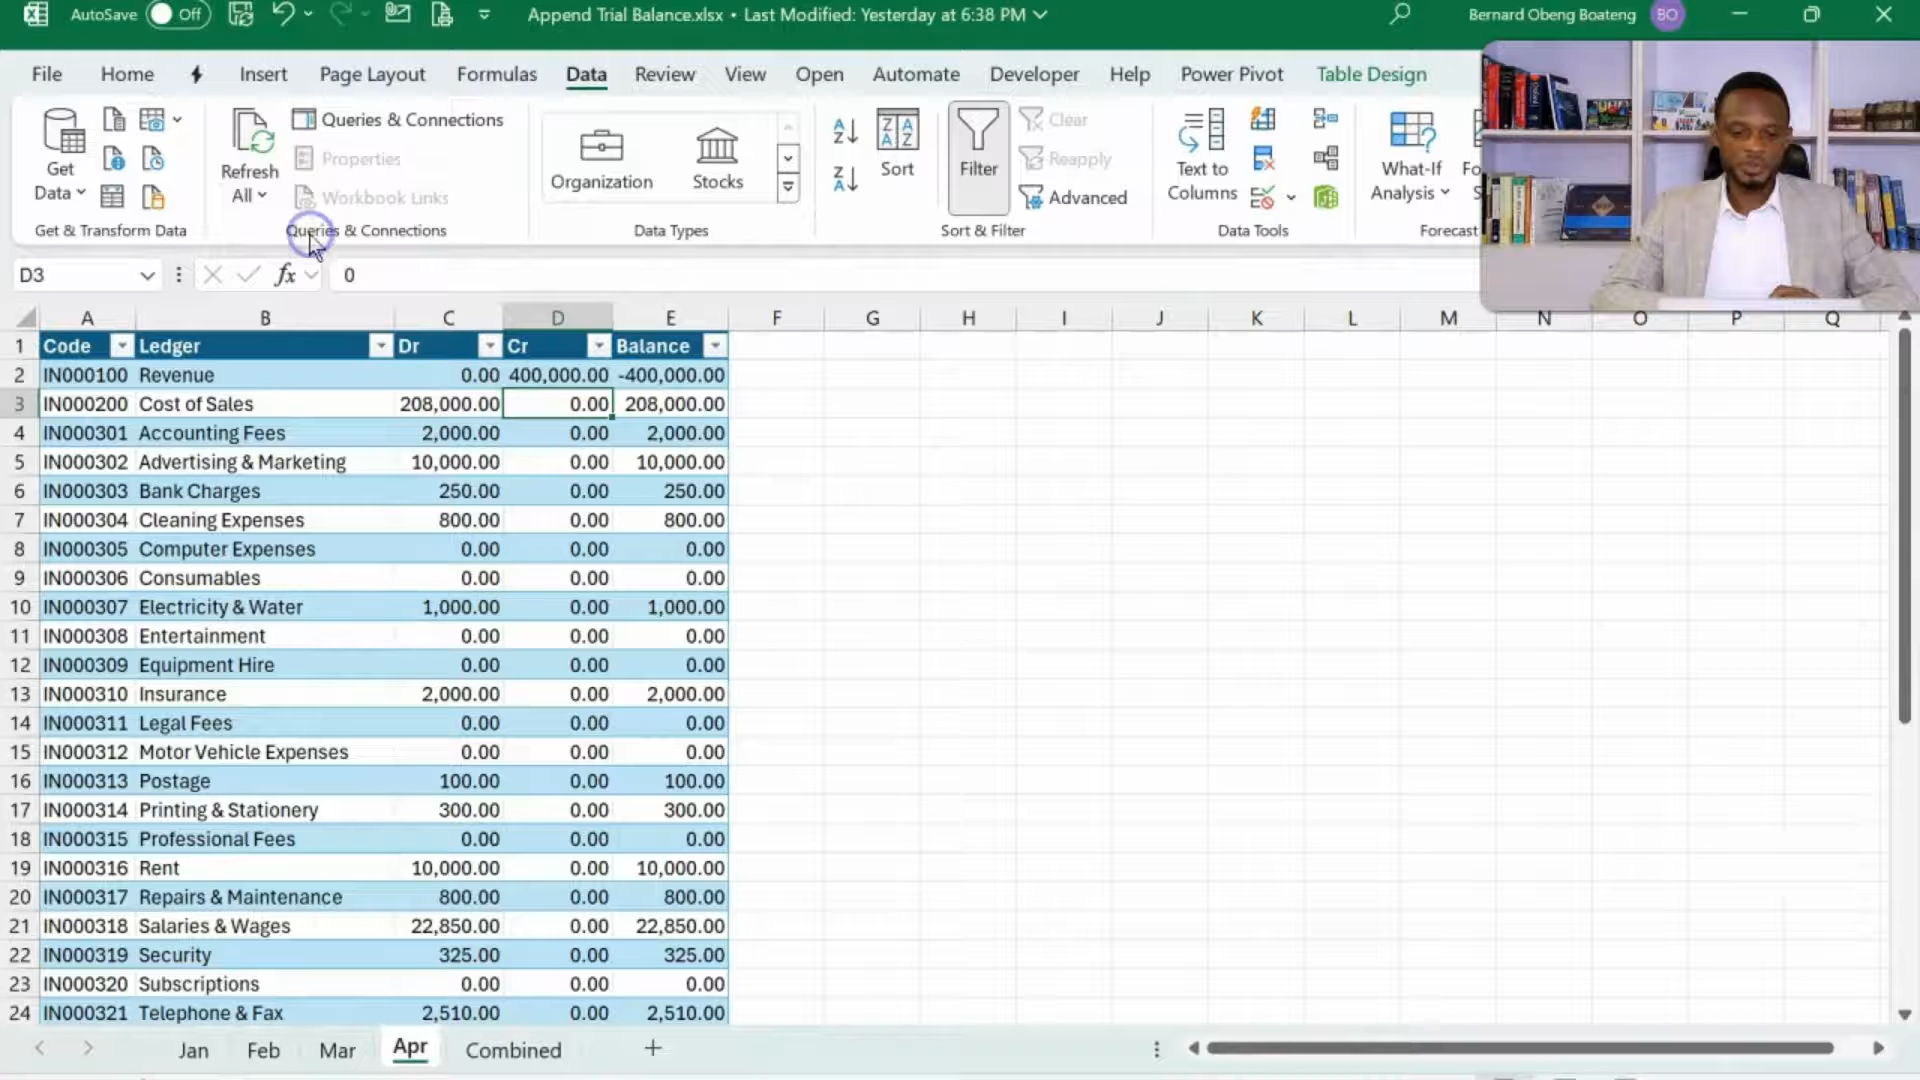 AutoSave Off Append Trial Balance.xlsx • Last Modified: Yesterday at 6:38 PM Bernard Obeng Boateng BO
File Home Insert Page Layout Formulas Data Review View Open Automate Developer Help Power Pivot Table Design
Get Data
Get & Transform Data
Refresh All
Queries & Connections
Properties
Workbook Links
Queries & Connections
Organization Stocks
Data Types
Sort Filter
Clear
Reapply
Advanced
Sort & Filter
Text to Columns
Data Tools
What-If Analysis
Forecast
D3 fx 0
A B C D E F G H I J K L M N O P Q
1 Code Ledger Dr Cr Balance
2 IN000100 Revenue 0.00 400,000.00 -400,000.00
3 IN000200 Cost of Sales 208,000.00 0.00 208,000.00
4 IN000301 Accounting Fees 2,000.00 0.00 2,000.00
5 IN000302 Advertising & Marketing 10,000.00 0.00 10,000.00
6 IN000303 Bank Charges 250.00 0.00 250.00
7 IN000304 Cleaning Expenses 800.00 0.00 800.00
8 IN000305 Computer Expenses 0.00 0.00 0.00
9 IN000306 Consumables 0.00 0.00 0.00
10 IN000307 Electricity & Water 1,000.00 0.00 1,000.00
11 IN000308 Entertainment 0.00 0.00 0.00
12 IN000309 Equipment Hire 0.00 0.00 0.00
13 IN000310 Insurance 2,000.00 0.00 2,000.00
14 IN000311 Legal Fees 0.00 0.00 0.00
15 IN000312 Motor Vehicle Expenses 0.00 0.00 0.00
16 IN000313 Postage 100.00 0.00 100.00
17 IN000314 Printing & Stationery 300.00 0.00 300.00
18 IN000315 Professional Fees 0.00 0.00 0.00
19 IN000316 Rent 10,000.00 0.00 10,000.00
20 IN000317 Repairs & Maintenance 800.00 0.00 800.00
21 IN000318 Salaries & Wages 22,850.00 0.00 22,850.00
22 IN000319 Security 325.00 0.00 325.00
23 IN000320 Subscriptions 0.00 0.00 0.00
24 IN000321 Telephone & Fax 2,510.00 0.00 2,510.00
Jan Feb Mar Apr Combined